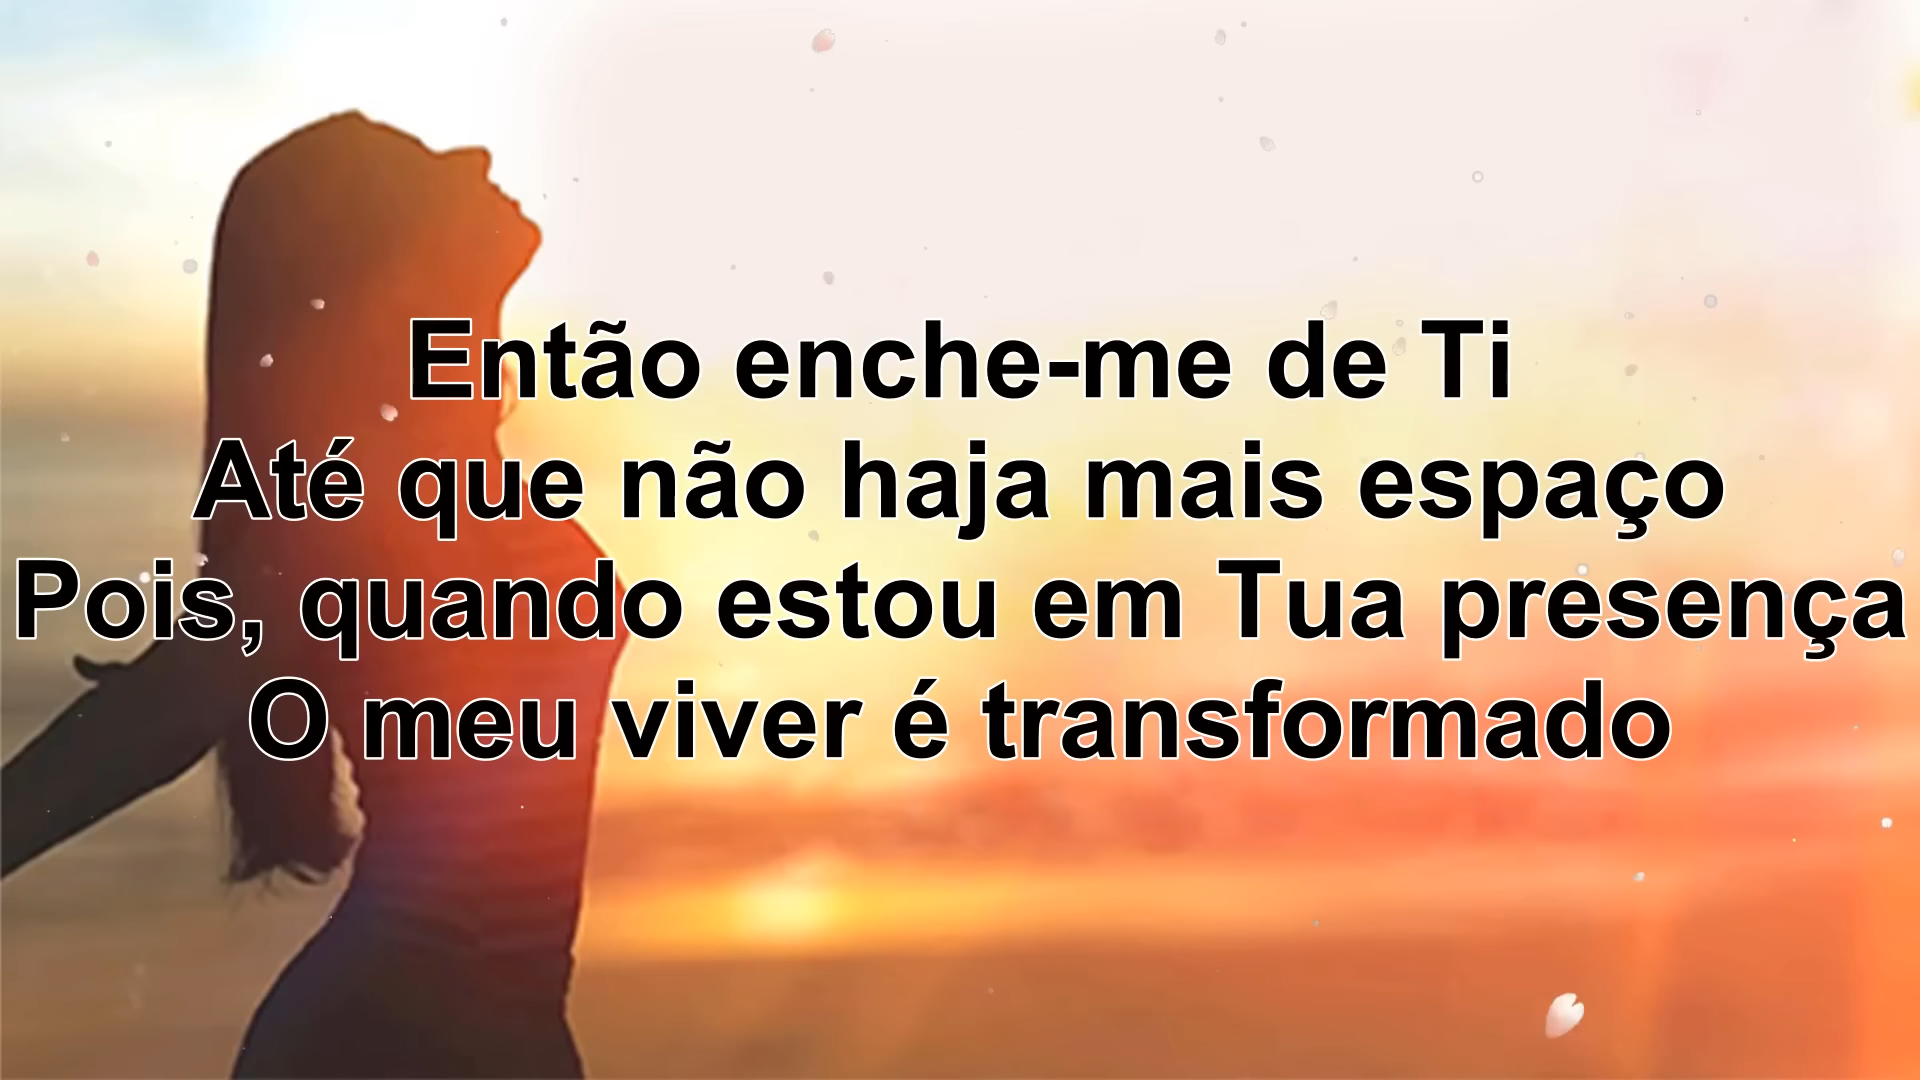 Então enche-me de Ti
Até que não haja mais espaço
Pois, quando estou em Tua presença
O meu viver é transformado